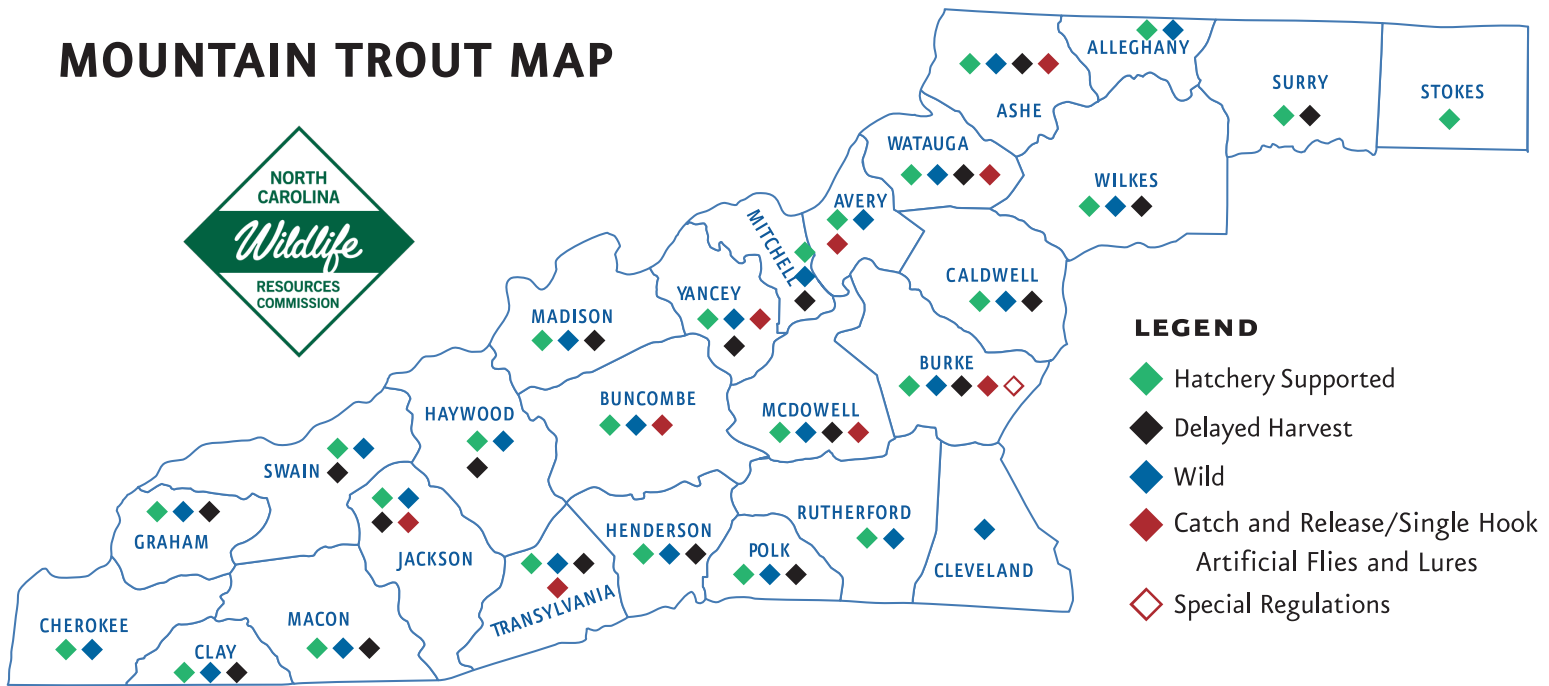 MOUNTAIN TROUT MAP
NORTH
CAROLINA
Wildlife
RESOURCES
COMMISSION
ALLEGHANY
ASHE
SURRY
STOKES
WATAUGA
WILKES
AVERY
MITCHELL
CALDWELL
YANCEY
MADISON
BURKE
BUNCOMBE
MCDOWELL
HAYWOOD
SWAIN
GRAHAM
JACKSON
HENDERSON
RUTHERFORD
POLK
CLEVELAND
TRANSYLVANIA
CHEROKEE
MACON
CLAY
LEGEND
Hatchery Supported
Delayed Harvest
Wild
Catch and Release/Single Hook
Artificial Flies and Lures
Special Regulations